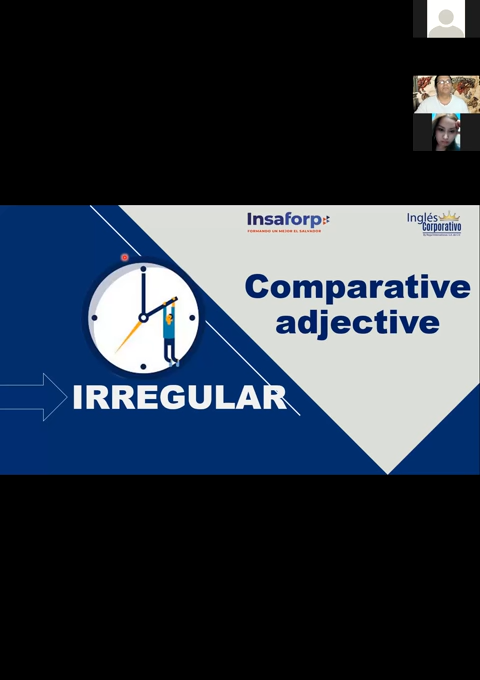 Insaforp
FORMANDO UN MEJOR EL SALVADOR
Inglés
Corporativo
Comparative
adjective
IRREGULAR